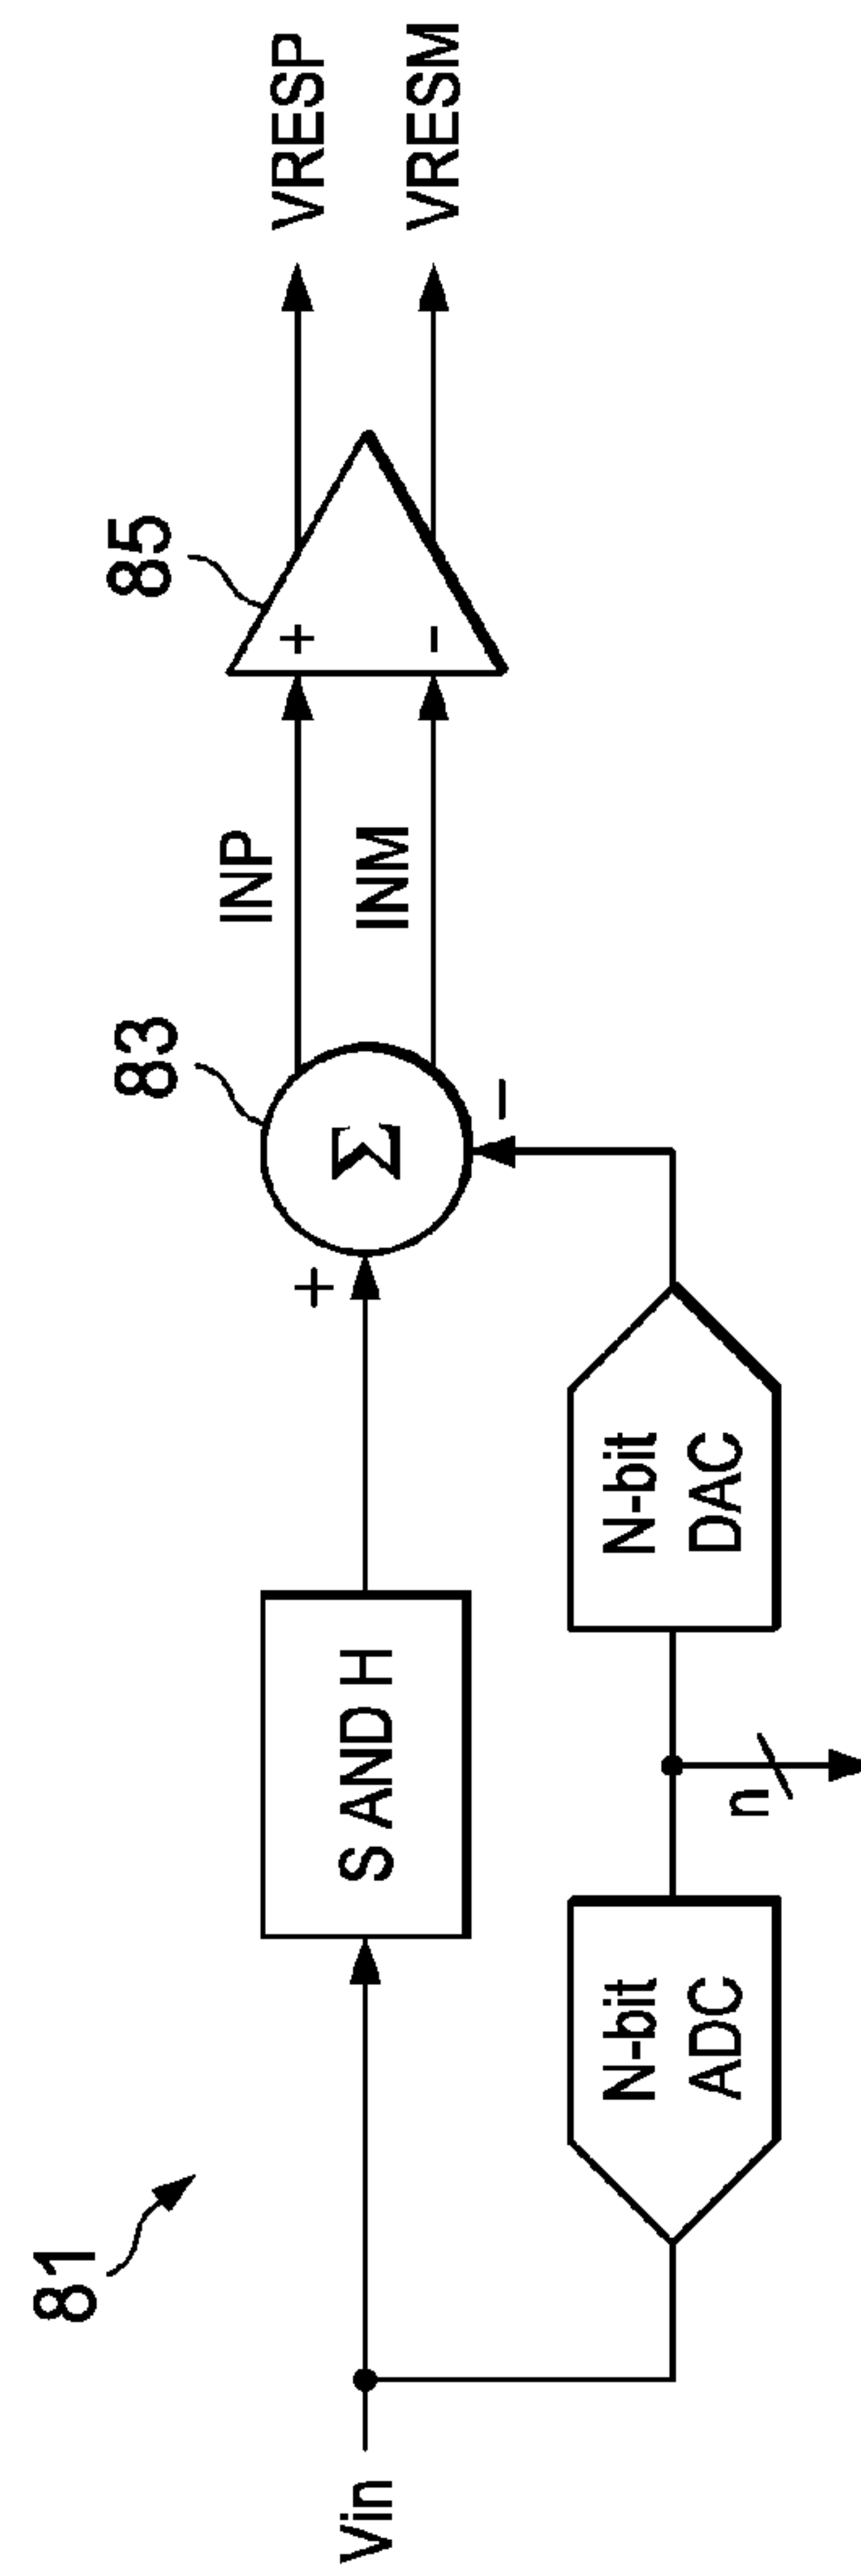 81
Vin
S AND H
+
Σ
83
−
INP
INM
+
-
85
VRESP
VRESM
N-bit
ADC
n
N-bit
DAC